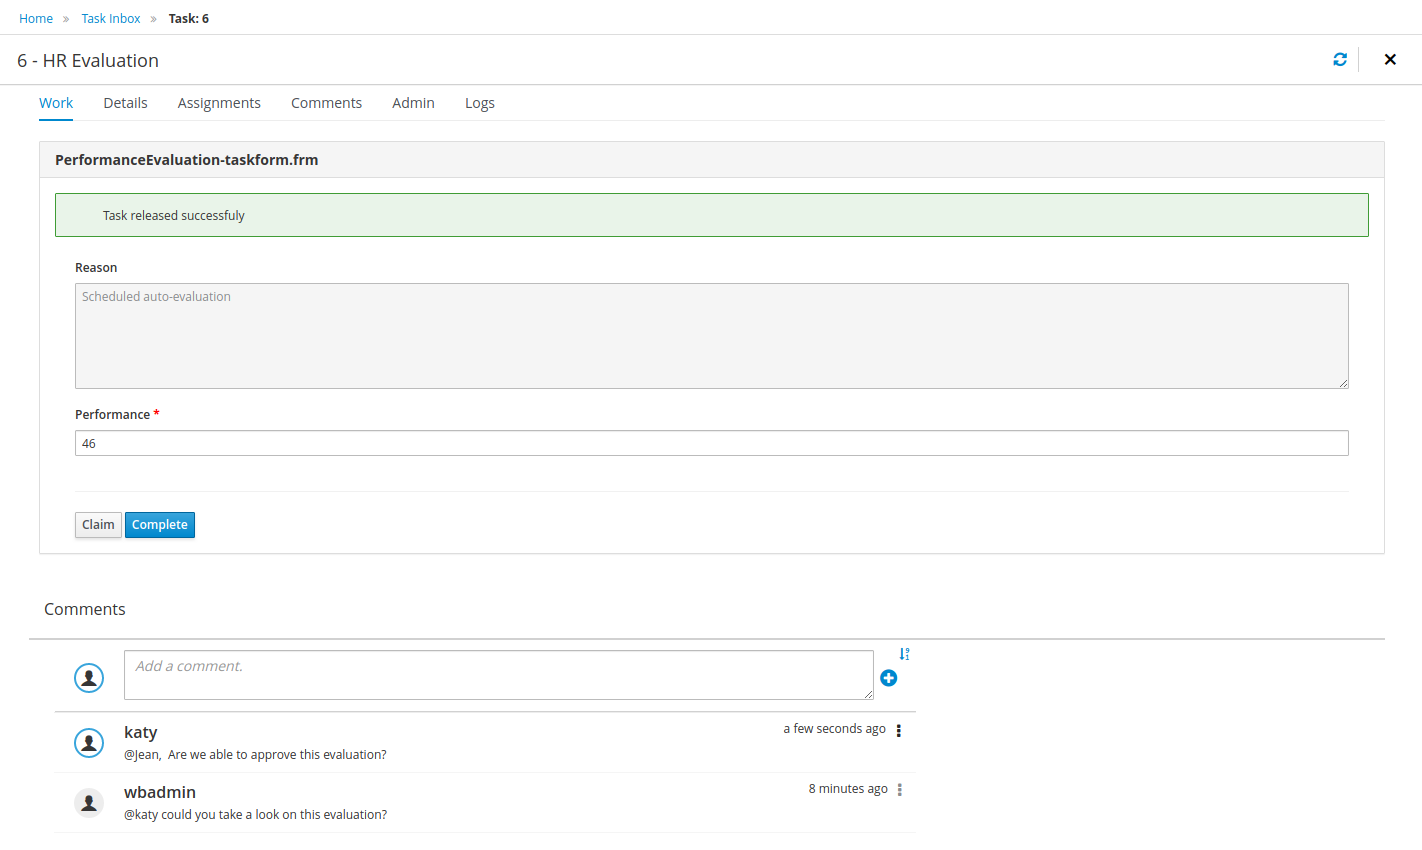 Home » Task Inbox » Task: 6
6 - HR Evaluation
Work Details Assignments Comments Admin Logs
PerformanceEvaluation-taskform.frm
Task released successfuly
Reason
Scheduled auto-evaluation
Performance *
46
Claim Complete
Comments
Add a comment.
katy a few seconds ago
@Jean,  Are we able to approve this evaluation?
wbadmin 8 minutes ago
@katy could you take a look on this evaluation?